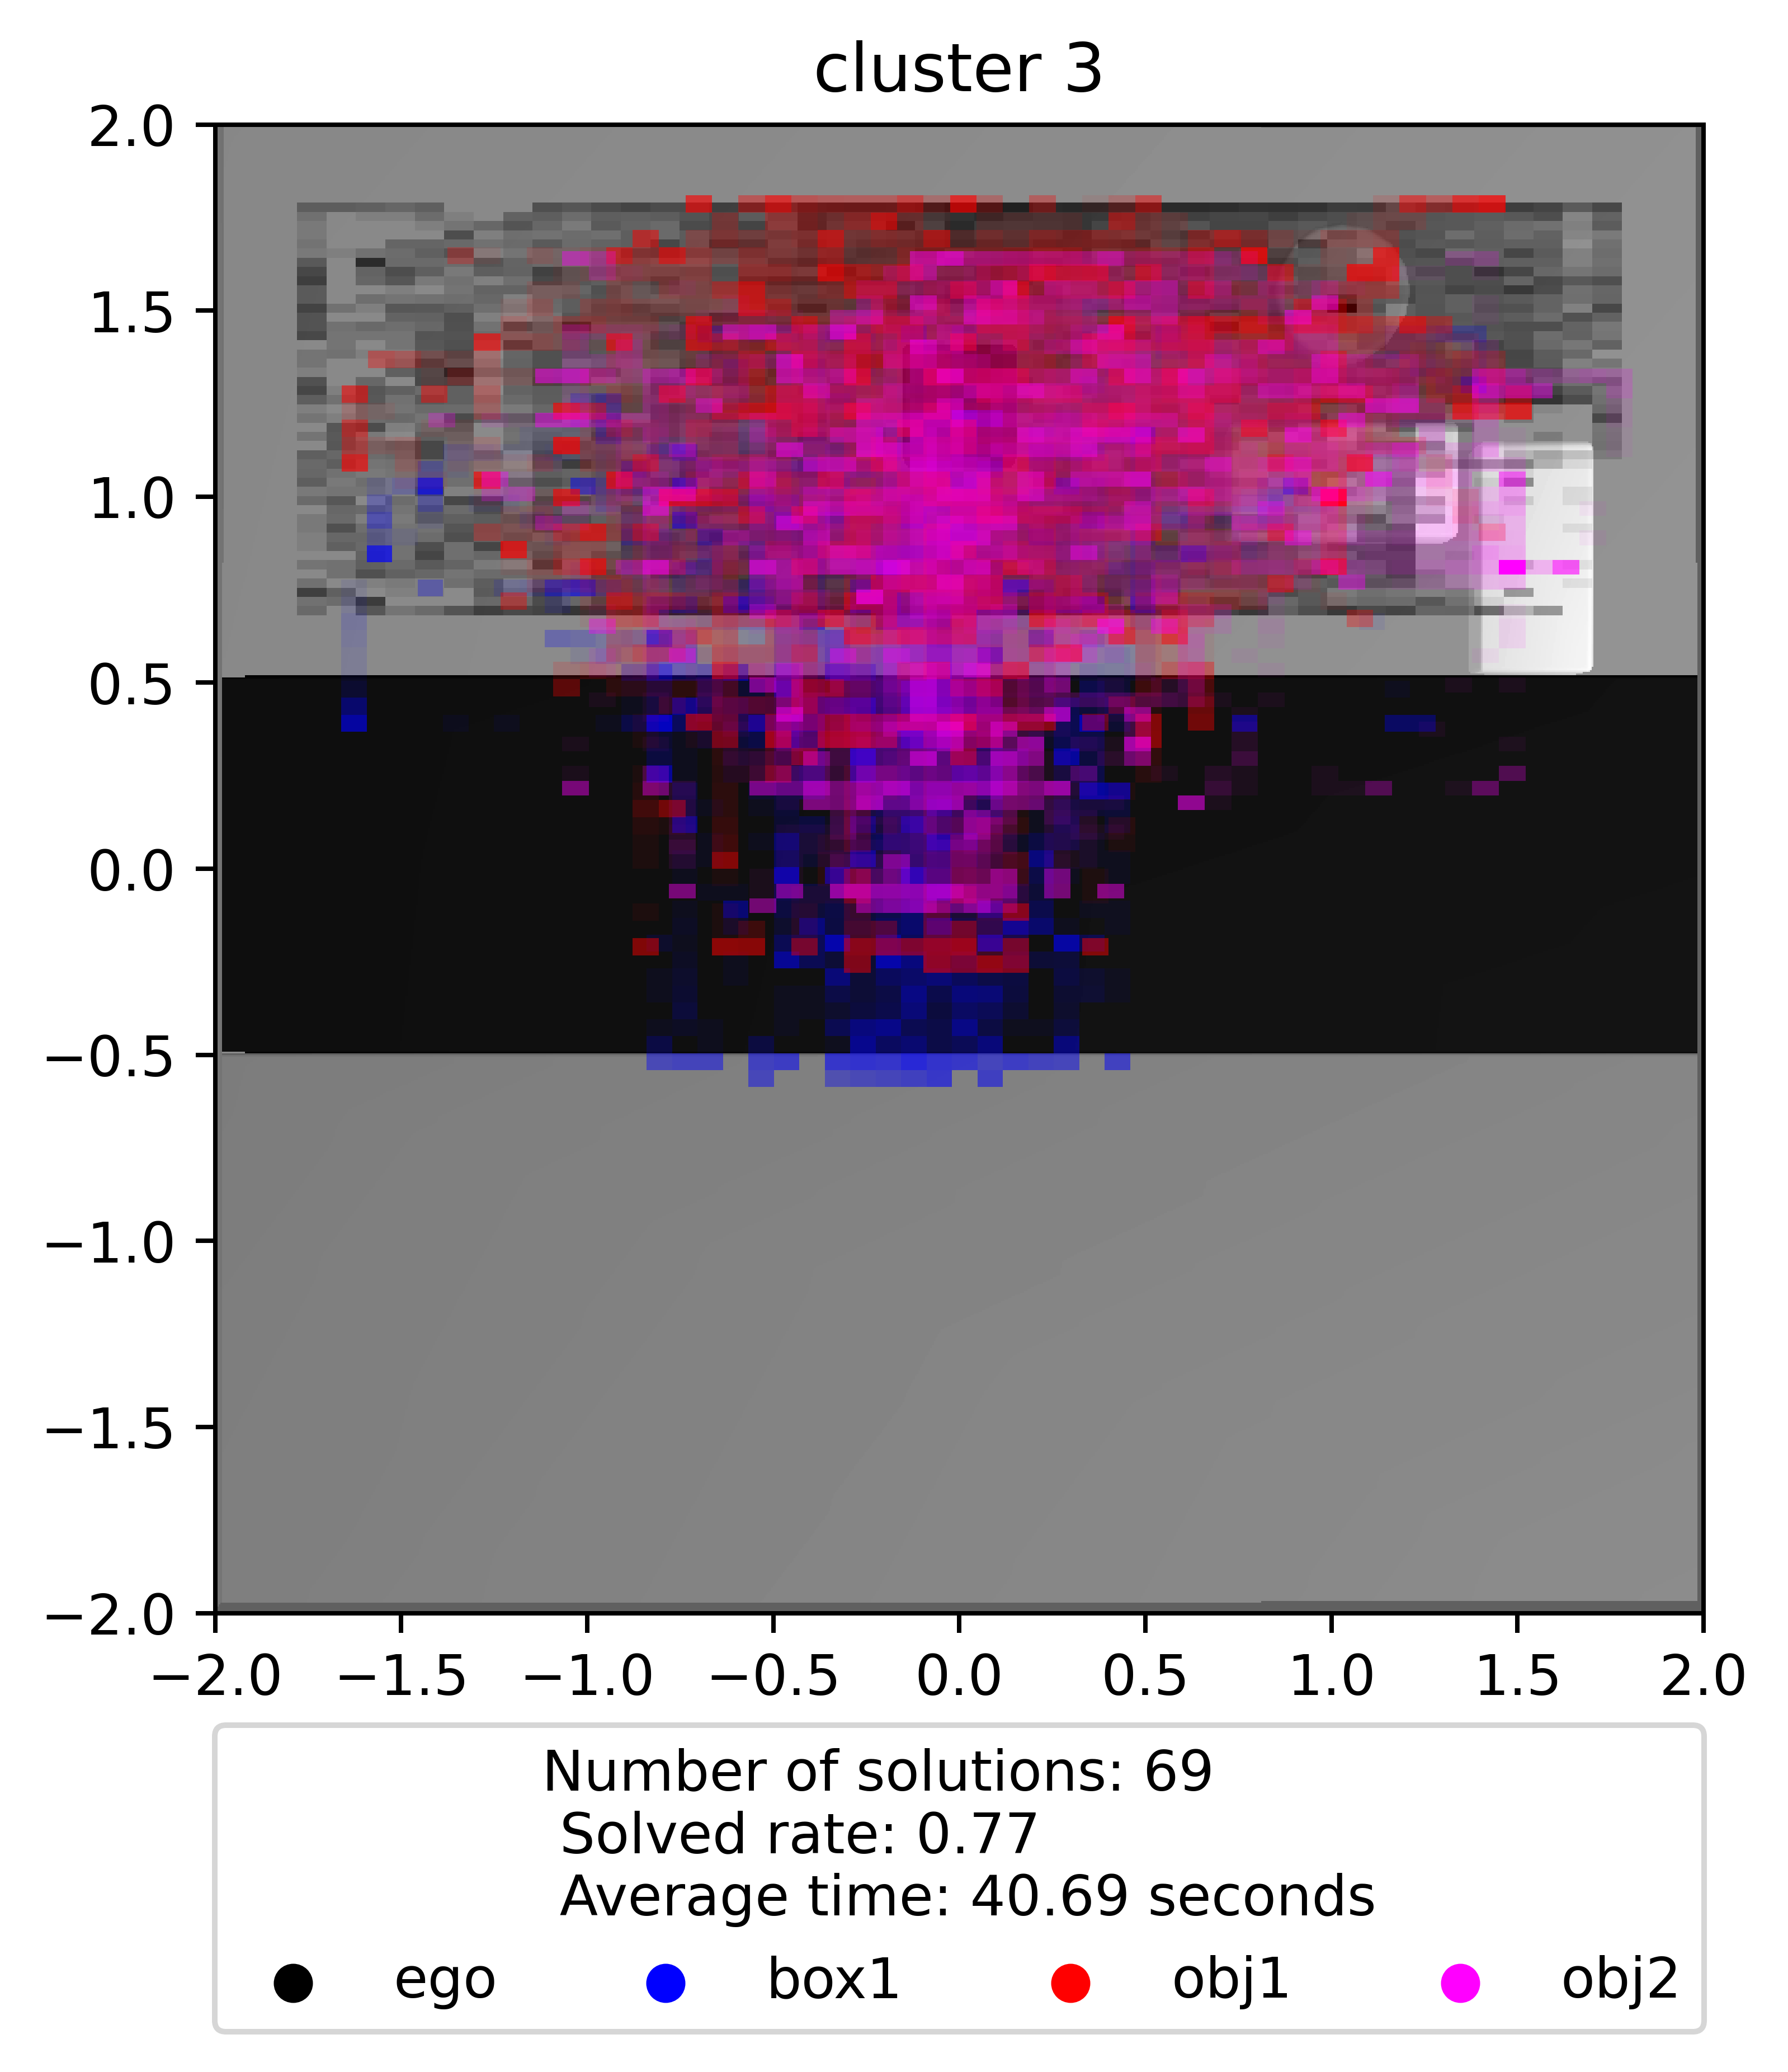 cluster 3
2.0
1.5
1.0
0.5
0.0
−0.5
−1.0
−1.5
−2.0
−2.0 −1.5 −1.0 −0.5 0.0 0.5 1.0 1.5 2.0
Number of solutions: 69
Solved rate: 0.77
Average time: 40.69 seconds
ego box1 obj1 obj2